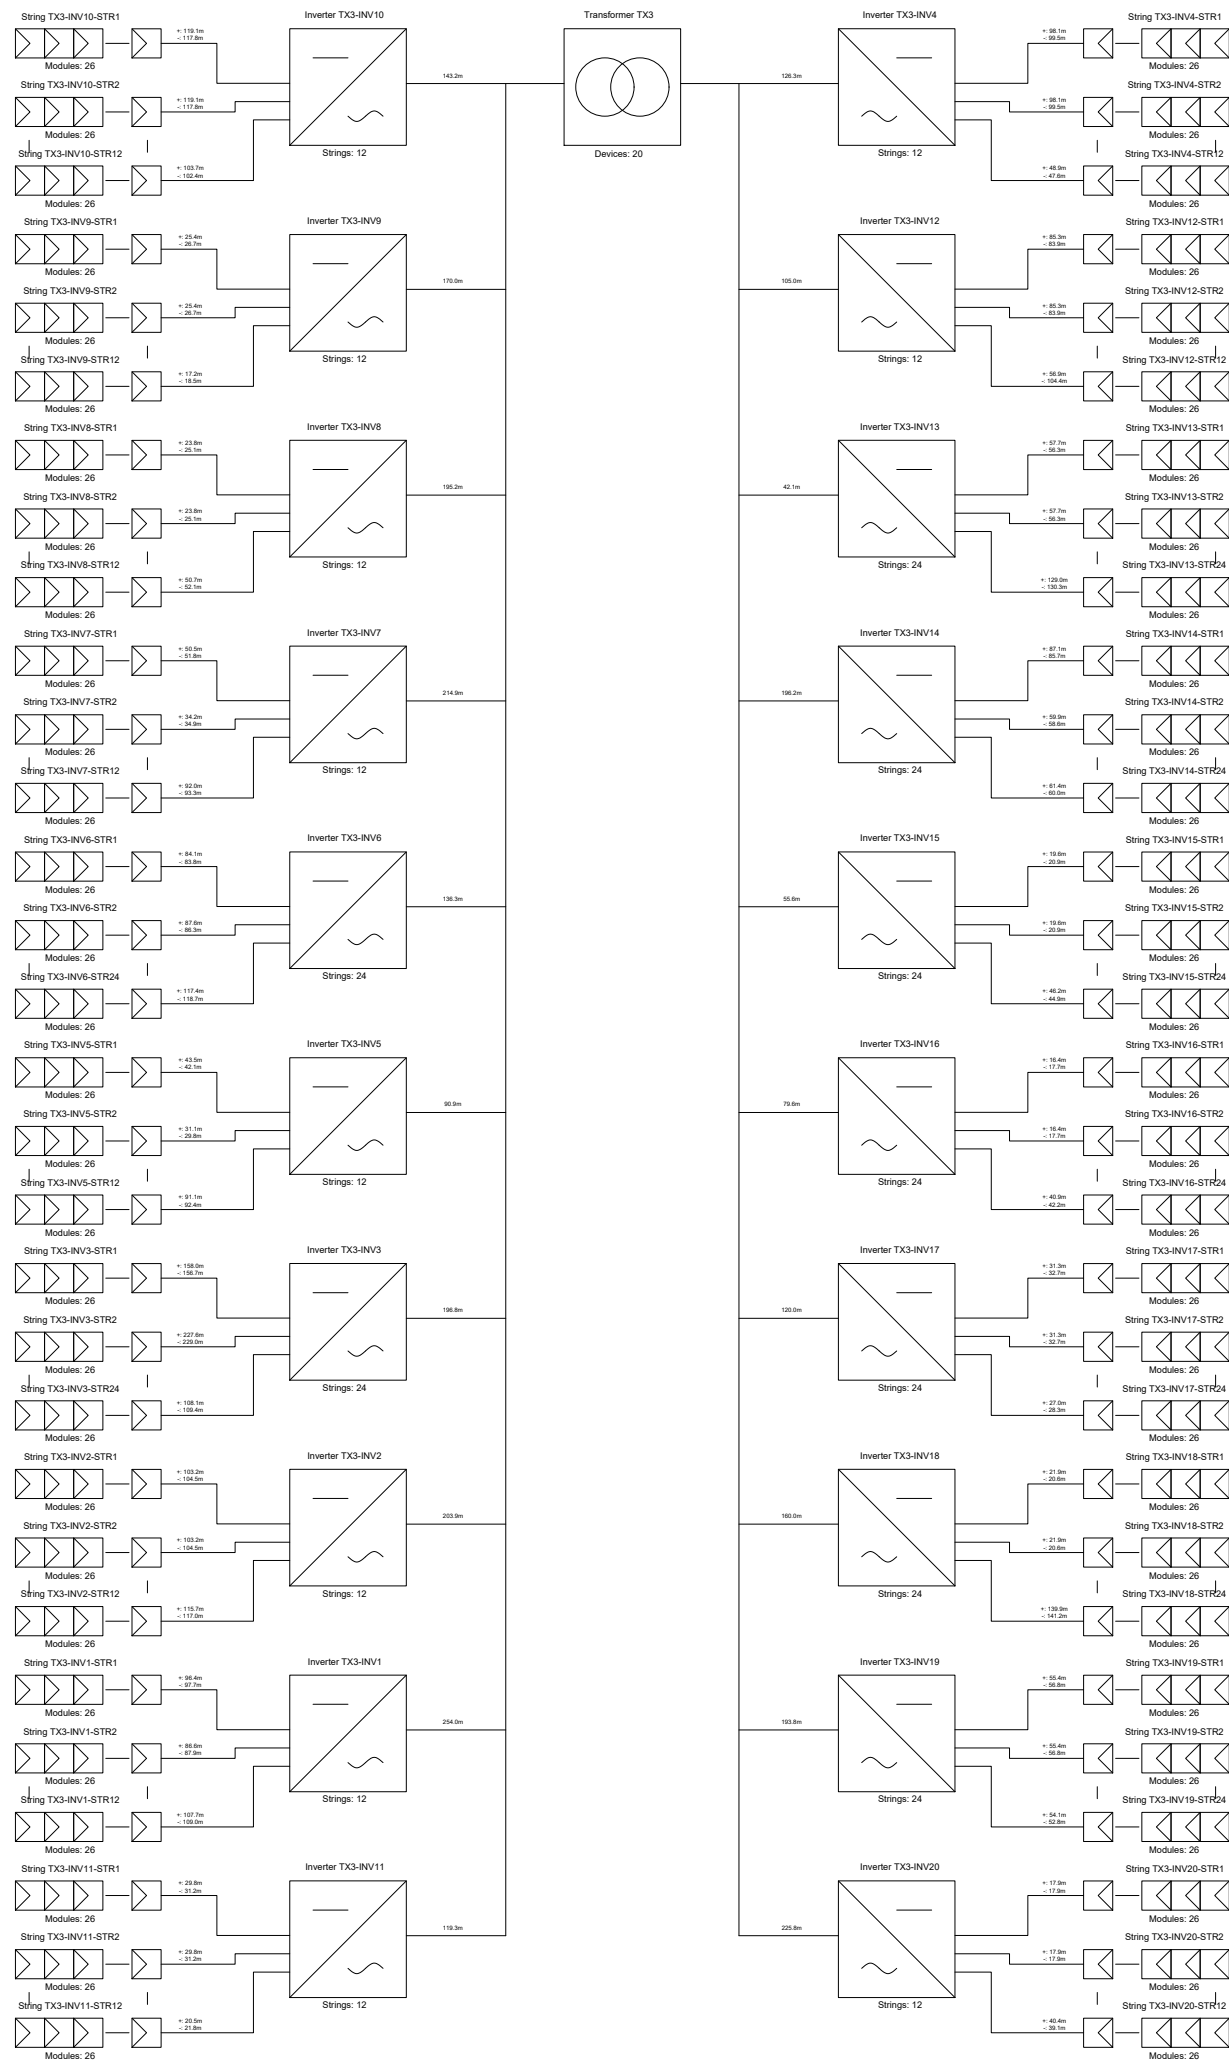 String TX3-INV10-STR1
Inverter TX3-INV10
Transformer TX3
Inverter TX3-INV4
String TX3-INV4-STR1
+: 119.1m
-: 117.8m
+: 98.1m
-: 99.5m
Modules: 26
Modules: 26
143.2m
126.3m
String TX3-INV10-STR2
String TX3-INV4-STR2
+: 119.1m
-: 117.8m
+: 98.1m
-: 99.5m
Modules: 26
Modules: 26
Strings: 12
Devices: 20
Strings: 12
String TX3-INV10-STR12
String TX3-INV4-STR12
+: 103.7m
-: 102.4m
+: 48.9m
-: 47.6m
Modules: 26
Modules: 26
String TX3-INV9-STR1
Inverter TX3-INV9
Inverter TX3-INV12
String TX3-INV12-STR1
+: 25.4m
-: 26.7m
+: 85.3m
-: 83.9m
Modules: 26
Modules: 26
170.0m
105.0m
String TX3-INV9-STR2
String TX3-INV12-STR2
+: 25.4m
-: 26.7m
+: 85.3m
-: 83.9m
Modules: 26
Modules: 26
Strings: 12
Strings: 12
String TX3-INV9-STR12
String TX3-INV12-STR12
+: 17.2m
-: 18.5m
+: 56.9m
-: 104.4m
Modules: 26
Modules: 26
String TX3-INV8-STR1
Inverter TX3-INV8
Inverter TX3-INV13
String TX3-INV13-STR1
+: 23.8m
-: 25.1m
+: 57.7m
-: 56.3m
Modules: 26
Modules: 26
195.2m
42.1m
String TX3-INV8-STR2
String TX3-INV13-STR2
+: 23.8m
-: 25.1m
+: 57.7m
-: 56.3m
Modules: 26
Modules: 26
Strings: 12
Strings: 24
String TX3-INV8-STR12
String TX3-INV13-STR24
+: 50.7m
-: 52.1m
+: 129.0m
-: 130.3m
Modules: 26
Modules: 26
String TX3-INV7-STR1
Inverter TX3-INV7
Inverter TX3-INV14
String TX3-INV14-STR1
+: 50.5m
-: 51.8m
+: 87.1m
-: 85.7m
Modules: 26
Modules: 26
214.9m
196.2m
String TX3-INV7-STR2
String TX3-INV14-STR2
+: 34.2m
-: 34.9m
+: 59.9m
-: 58.6m
Modules: 26
Modules: 26
Strings: 12
Strings: 24
String TX3-INV7-STR12
String TX3-INV14-STR24
+: 92.0m
-: 93.3m
+: 61.4m
-: 60.0m
Modules: 26
Modules: 26
String TX3-INV6-STR1
Inverter TX3-INV6
Inverter TX3-INV15
String TX3-INV15-STR1
+: 84.1m
-: 83.8m
+: 19.6m
-: 20.9m
Modules: 26
Modules: 26
136.3m
55.6m
String TX3-INV6-STR2
String TX3-INV15-STR2
+: 87.6m
-: 86.3m
+: 19.6m
-: 20.9m
Modules: 26
Modules: 26
Strings: 24
Strings: 24
String TX3-INV6-STR24
String TX3-INV15-STR24
+: 117.4m
-: 118.7m
+: 46.2m
-: 44.9m
Modules: 26
Modules: 26
String TX3-INV5-STR1
Inverter TX3-INV5
Inverter TX3-INV16
String TX3-INV16-STR1
+: 43.5m
-: 42.1m
+: 16.4m
-: 17.7m
Modules: 26
Modules: 26
90.9m
79.6m
String TX3-INV5-STR2
String TX3-INV16-STR2
+: 31.1m
-: 29.8m
+: 16.4m
-: 17.7m
Modules: 26
Modules: 26
Strings: 12
Strings: 24
String TX3-INV5-STR12
String TX3-INV16-STR24
+: 91.1m
-: 92.4m
+: 40.9m
-: 42.2m
Modules: 26
Modules: 26
String TX3-INV3-STR1
Inverter TX3-INV3
Inverter TX3-INV17
String TX3-INV17-STR1
+: 158.0m
-: 156.7m
+: 31.3m
-: 32.7m
Modules: 26
Modules: 26
196.8m
120.0m
String TX3-INV3-STR2
String TX3-INV17-STR2
+: 227.6m
-: 229.0m
+: 31.3m
-: 32.7m
Modules: 26
Modules: 26
Strings: 24
Strings: 24
String TX3-INV3-STR24
String TX3-INV17-STR24
+: 108.1m
-: 109.4m
+: 27.0m
-: 28.3m
Modules: 26
Modules: 26
String TX3-INV2-STR1
Inverter TX3-INV2
Inverter TX3-INV18
String TX3-INV18-STR1
+: 103.2m
-: 104.5m
+: 21.9m
-: 20.6m
Modules: 26
Modules: 26
203.9m
160.0m
String TX3-INV2-STR2
String TX3-INV18-STR2
+: 103.2m
-: 104.5m
+: 21.9m
-: 20.6m
Modules: 26
Modules: 26
Strings: 12
Strings: 24
String TX3-INV2-STR12
String TX3-INV18-STR24
+: 115.7m
-: 117.0m
+: 139.9m
-: 141.2m
Modules: 26
Modules: 26
String TX3-INV1-STR1
Inverter TX3-INV1
Inverter TX3-INV19
String TX3-INV19-STR1
+: 96.4m
-: 97.7m
+: 55.4m
-: 56.8m
Modules: 26
Modules: 26
254.0m
193.8m
String TX3-INV1-STR2
String TX3-INV19-STR2
+: 86.6m
-: 87.9m
+: 55.4m
-: 56.8m
Modules: 26
Modules: 26
Strings: 12
Strings: 24
String TX3-INV1-STR12
String TX3-INV19-STR24
+: 107.7m
-: 109.0m
+: 54.1m
-: 52.8m
Modules: 26
Modules: 26
String TX3-INV11-STR1
Inverter TX3-INV11
Inverter TX3-INV20
String TX3-INV20-STR1
+: 29.8m
-: 31.2m
+: 17.9m
-: 17.9m
Modules: 26
Modules: 26
119.3m
225.8m
String TX3-INV11-STR2
String TX3-INV20-STR2
+: 29.8m
-: 31.2m
+: 17.9m
-: 17.9m
Modules: 26
Modules: 26
Strings: 12
Strings: 12
String TX3-INV11-STR12
String TX3-INV20-STR12
+: 20.5m
-: 21.8m
+: 40.4m
-: 39.1m
Modules: 26
Modules: 26